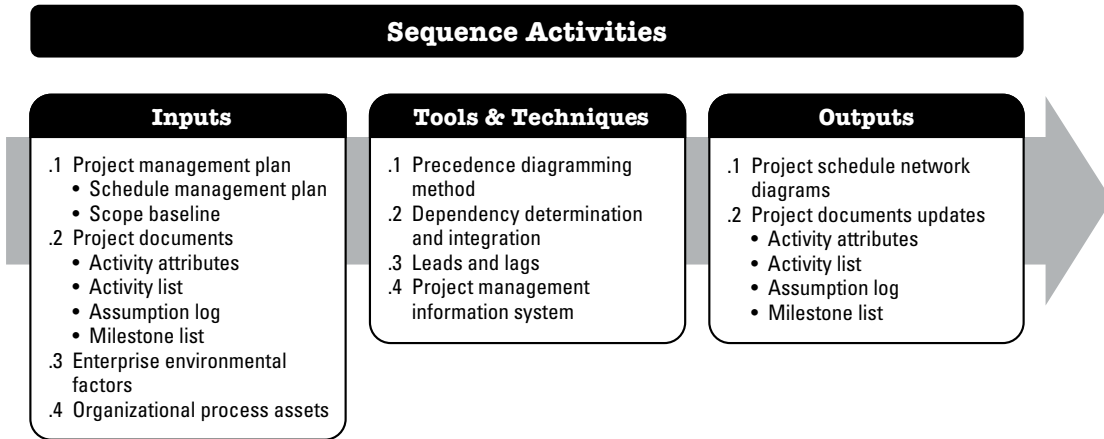 Sequence Activities
Inputs
.1 Project management plan
• Schedule management plan
• Scope baseline
.2 Project documents
• Activity attributes
• Activity list
• Assumption log
• Milestone list
.3 Enterprise environmental
factors
.4 Organizational process assets
Tools & Techniques
.1 Precedence diagramming
method
.2 Dependency determination
and integration
.3 Leads and lags
.4 Project management
information system
Outputs
.1 Project schedule network
diagrams
.2 Project documents updates
• Activity attributes
• Activity list
• Assumption log
• Milestone list